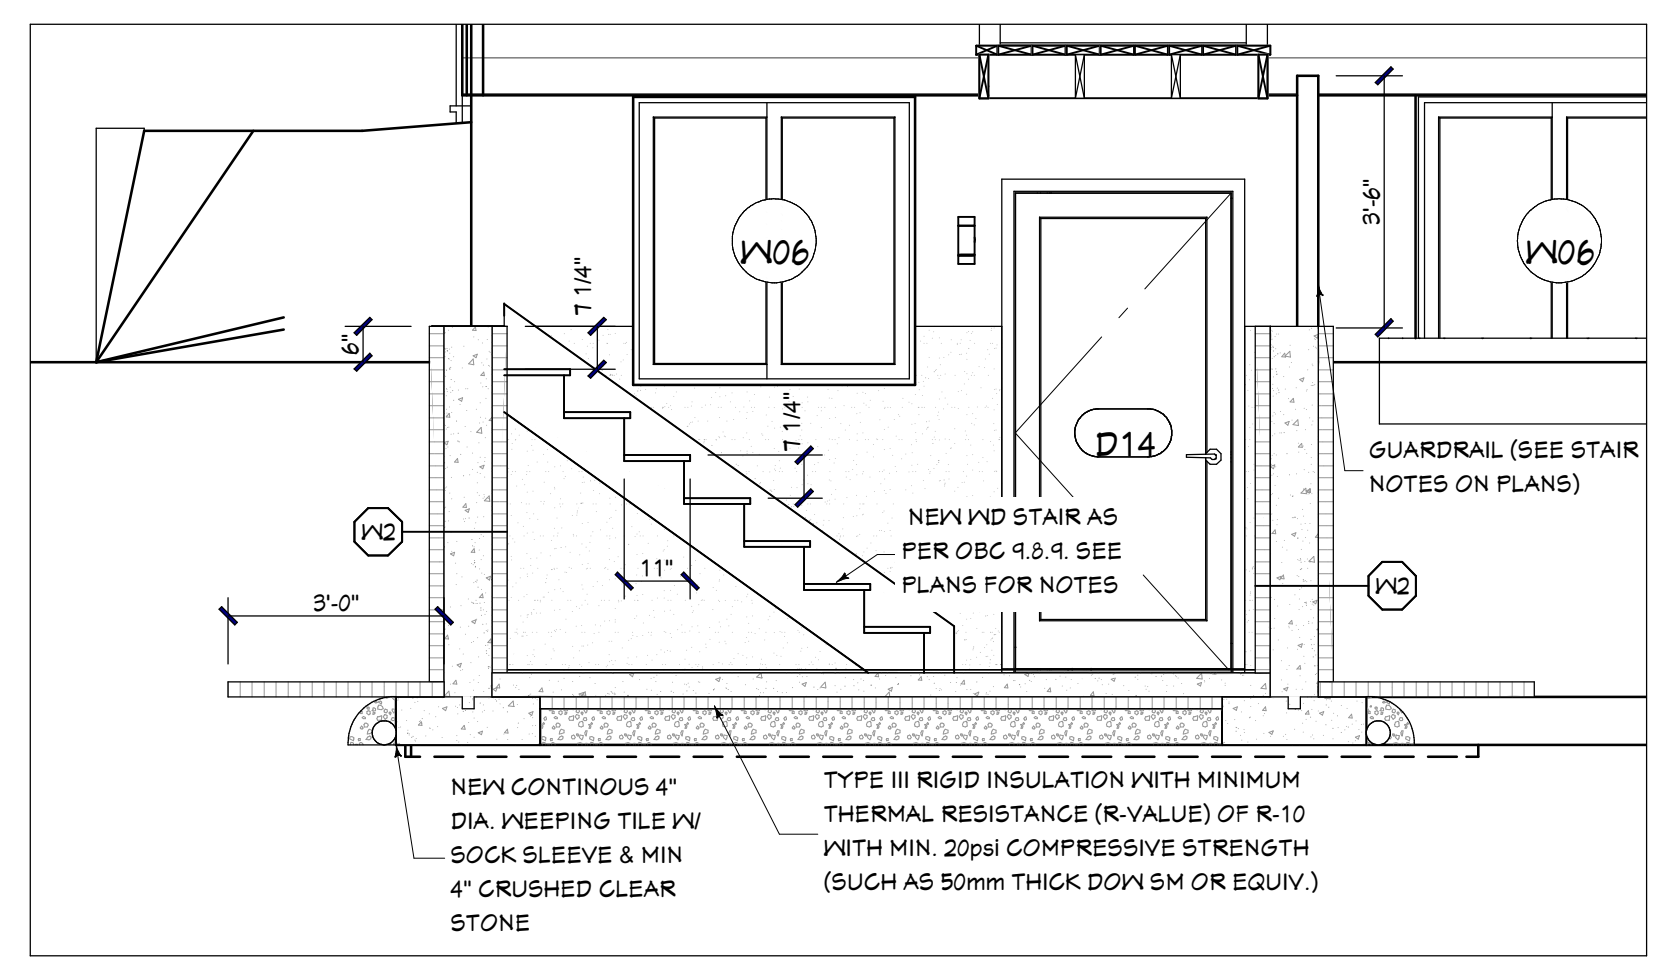 W06
W06
7 1/4"
3'-6"
6"
7 1/4"
D14
GUARDRAIL (SEE STAIR
NOTES ON PLANS)
W2
NEW WD STAIR AS
PER OBC 9.8.9. SEE
PLANS FOR NOTES
11"
W2
3'-0"
NEW CONTINOUS 4"
DIA. WEEPING TILE W/
SOCK SLEEVE & MIN
4" CRUSHED CLEAR
STONE
TYPE III RIGID INSULATION WITH MINIMUM
THERMAL RESISTANCE (R-VALUE) OF R-10
WITH MIN. 20psi COMPRESSIVE STRENGTH
(SUCH AS 50mm THICK DOW SM OR EQUIV.)